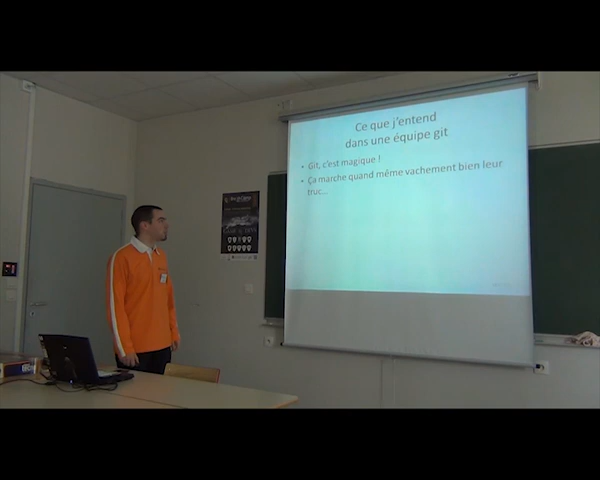 Ce que j'entend
dans une équipe git
• Git, c'est magique !
• Ça marche quand même vachement bien leur
truc...